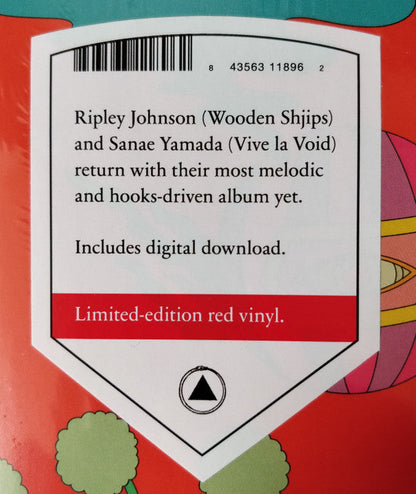 8 43563 11896 2
Ripley Johnson (Wooden Shjips)
and Sanae Yamada (Vive la Void)
return with their most melodic
and hooks-driven album yet.
Includes digital download.
Limited-edition red vinyl.